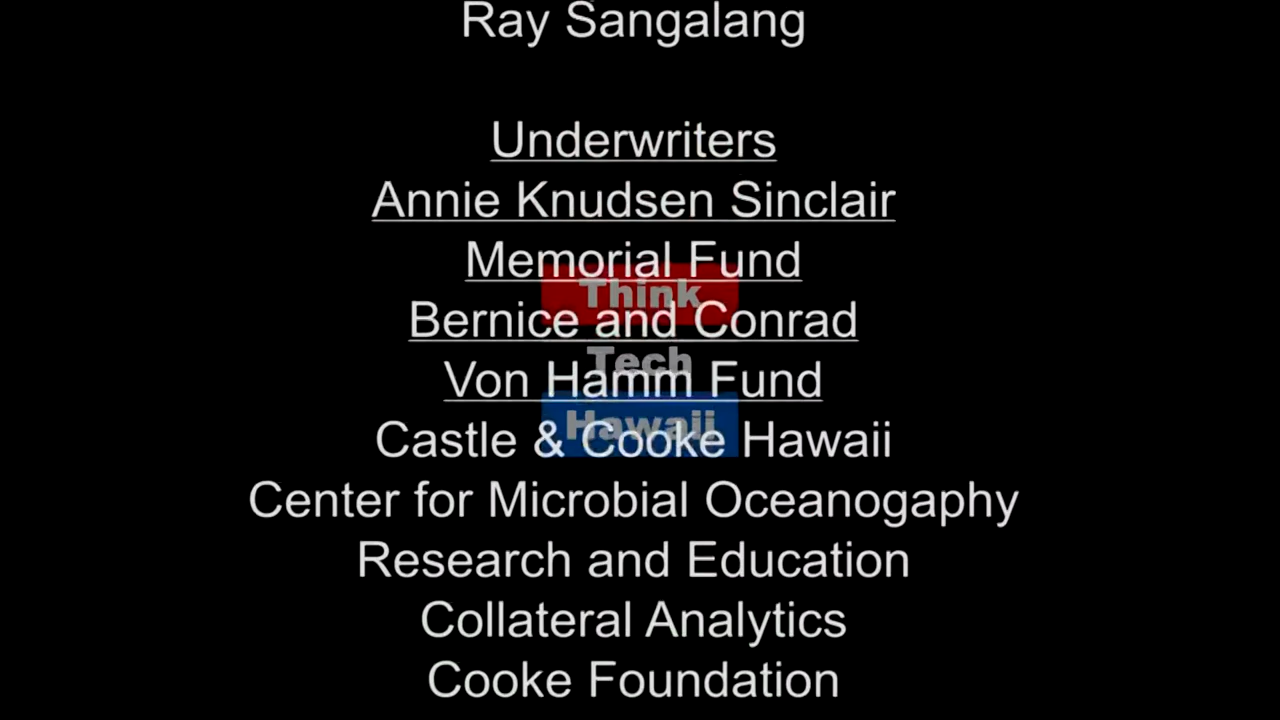 Ray Sangalang
Underwriters
Annie Knudsen Sinclair
Memorial Fund
Think
Bernice and Conrad
Tech
Von Hamm Fund
Hawaii
Castle & Cooke Hawaii
Center for Microbial Oceanogaphy
Research and Education
Collateral Analytics
Cooke Foundation